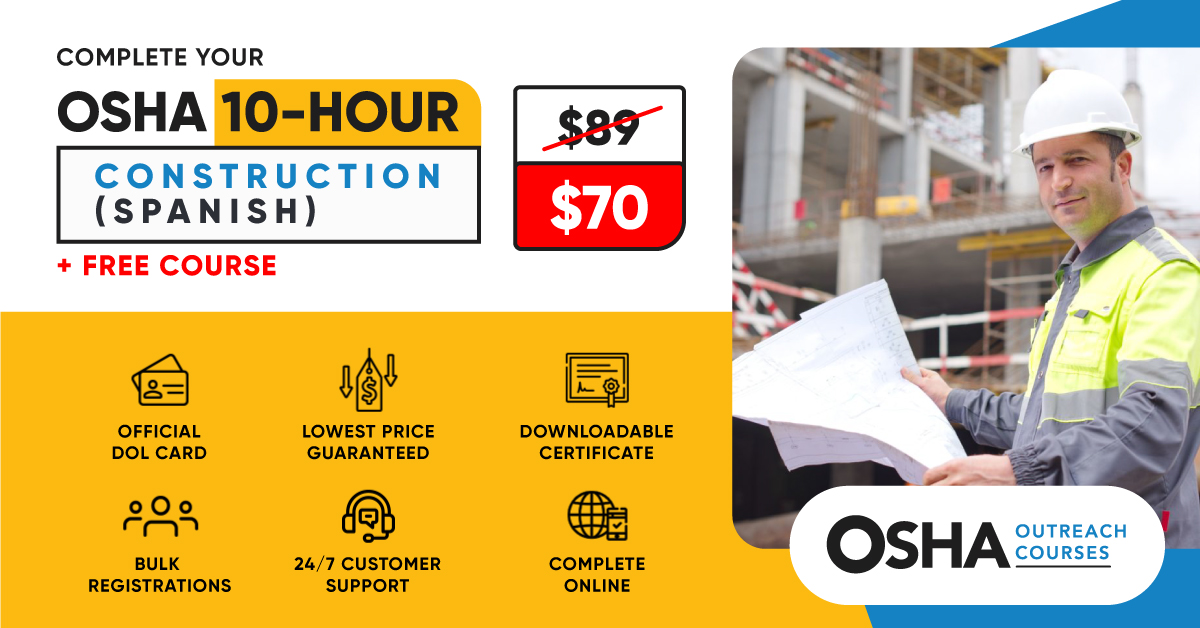 COMPLETE YOUR
OSHA 10-HOUR
CONSTRUCTION
(SPANISH)
+ FREE COURSE
$89
$70
OFFICIAL
DOL CARD
LOWEST PRICE
GUARANTEED
DOWNLOADABLE
CERTIFICATE
BULK
REGISTRATIONS
24/7 CUSTOMER
SUPPORT
COMPLETE
ONLINE
OSHA OUTREACH
COURSES